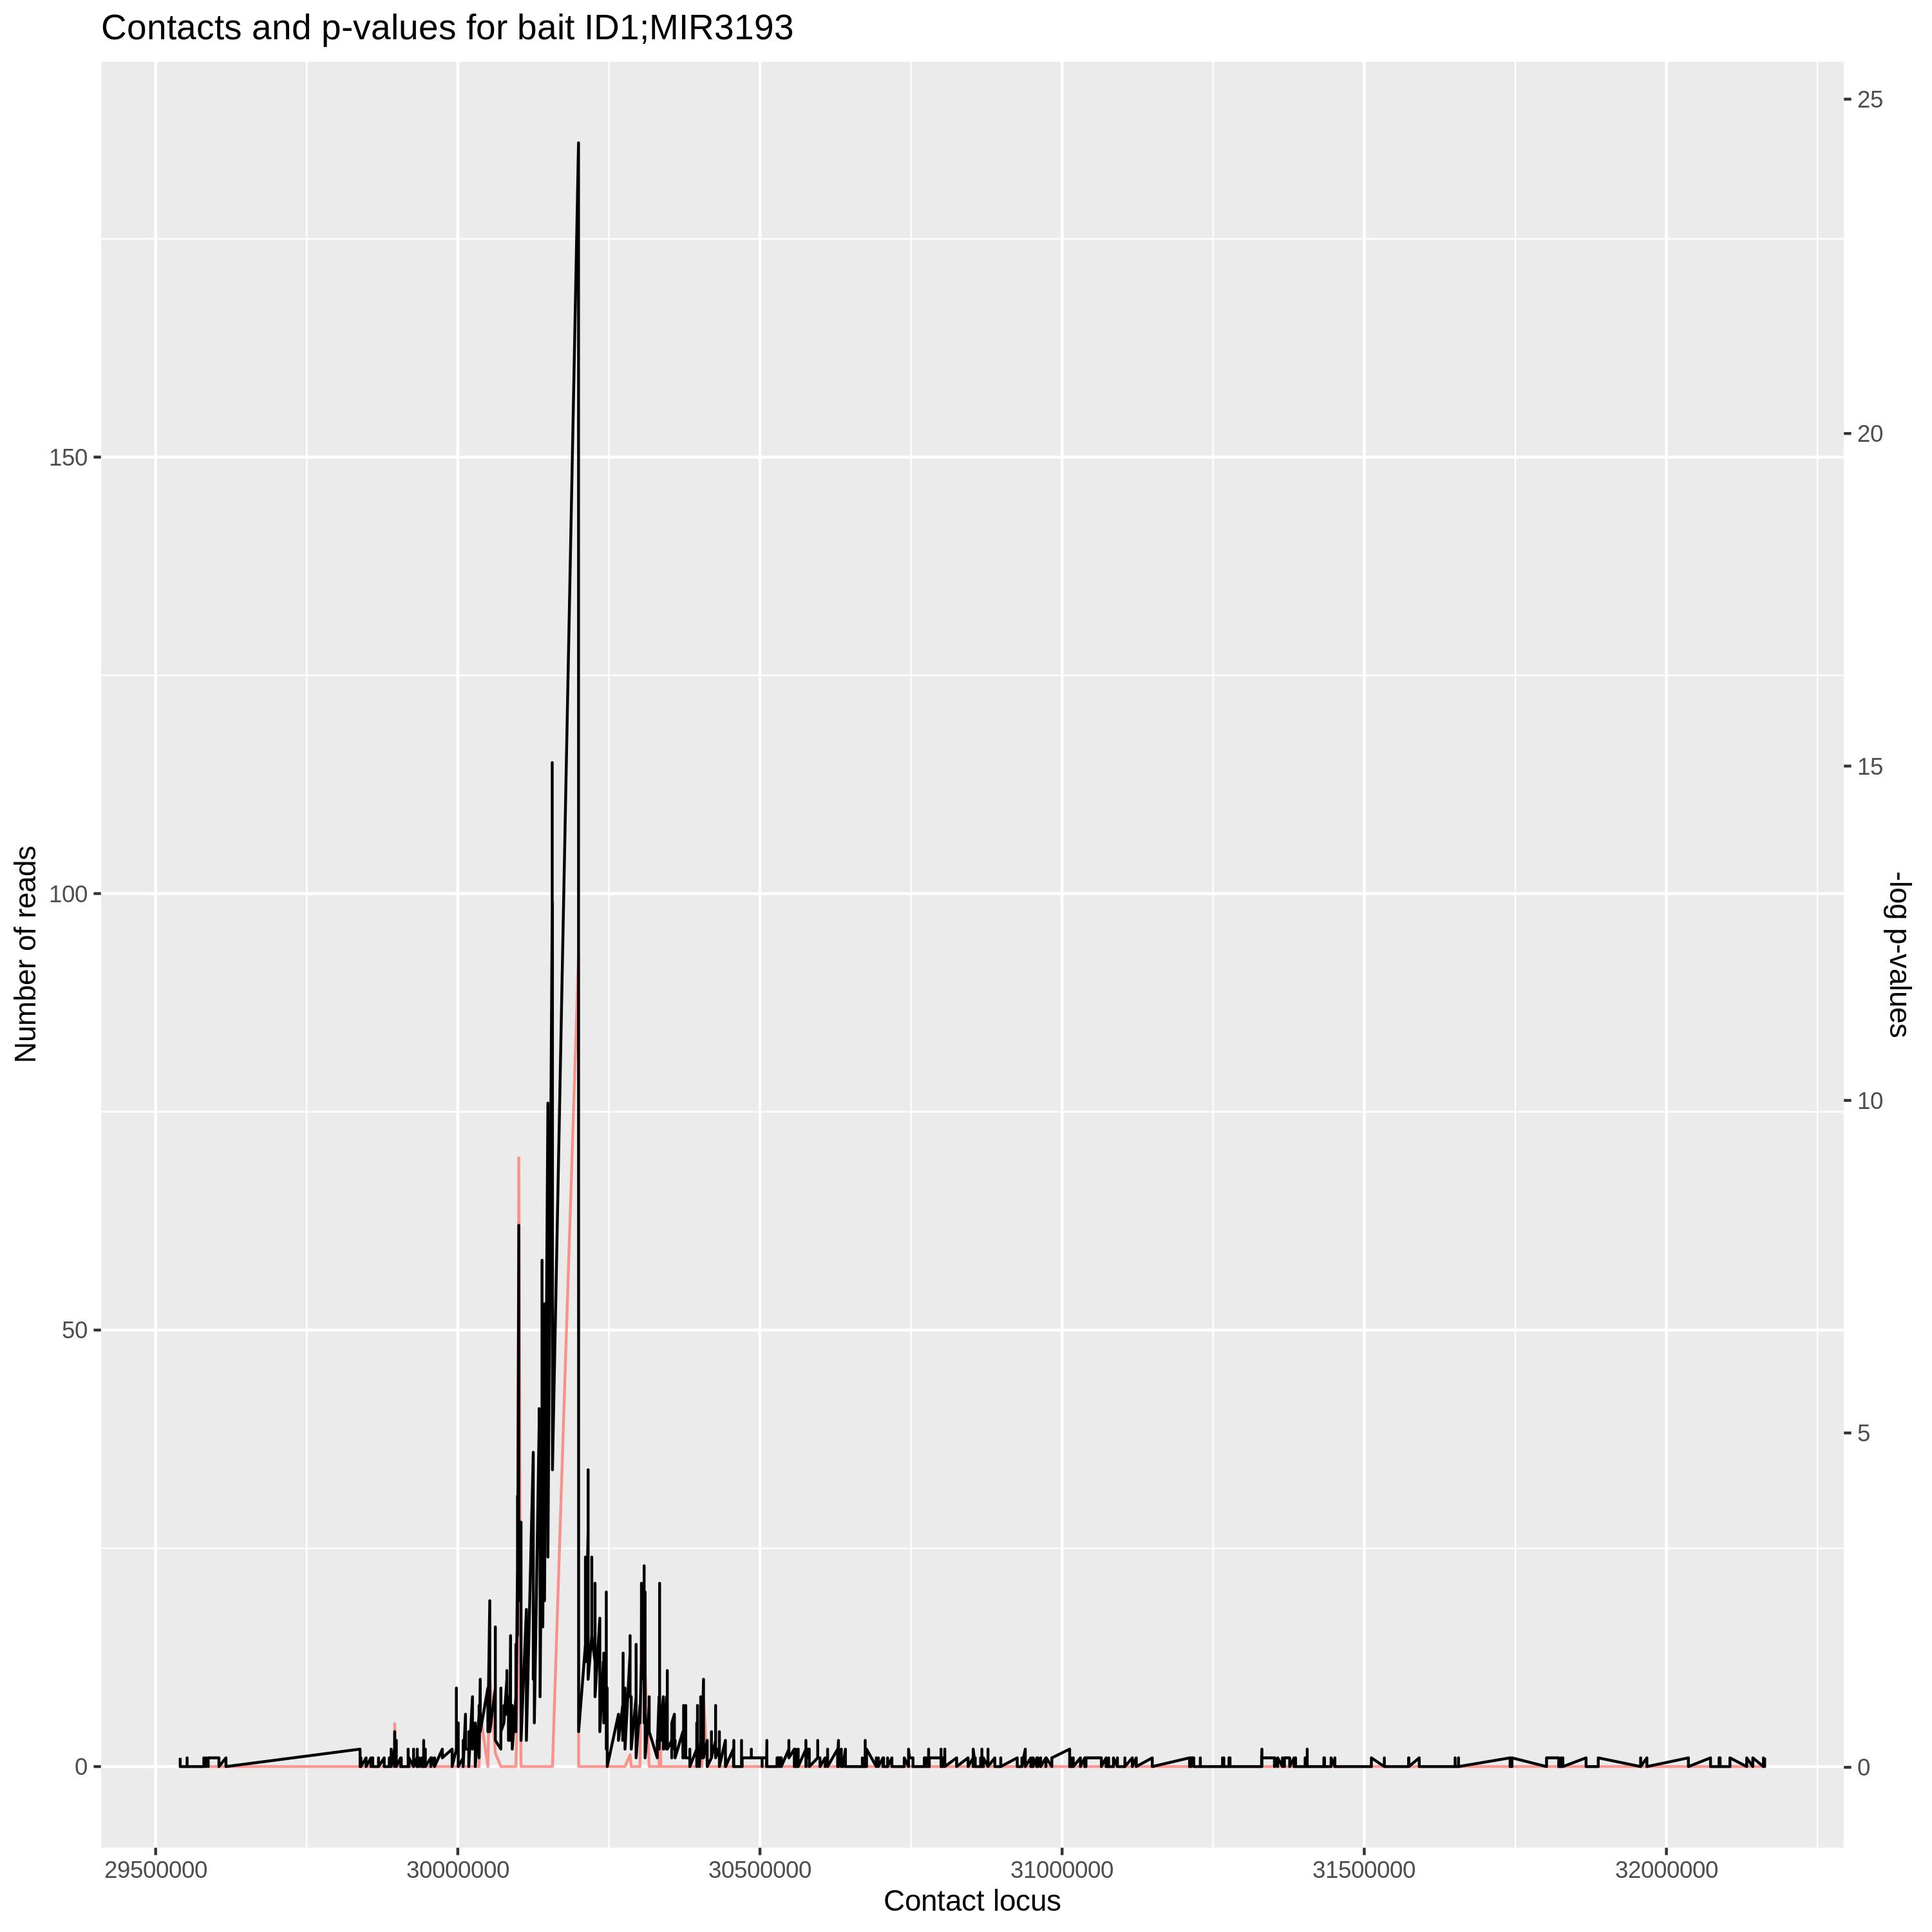 Contacts and p-values for bait ID1;MIR3193
25
20
150
15
100
Number of reads
-log p-values
10
50
5
0
0
29500000 30000000 30500000 31000000 31500000 32000000
Contact locus